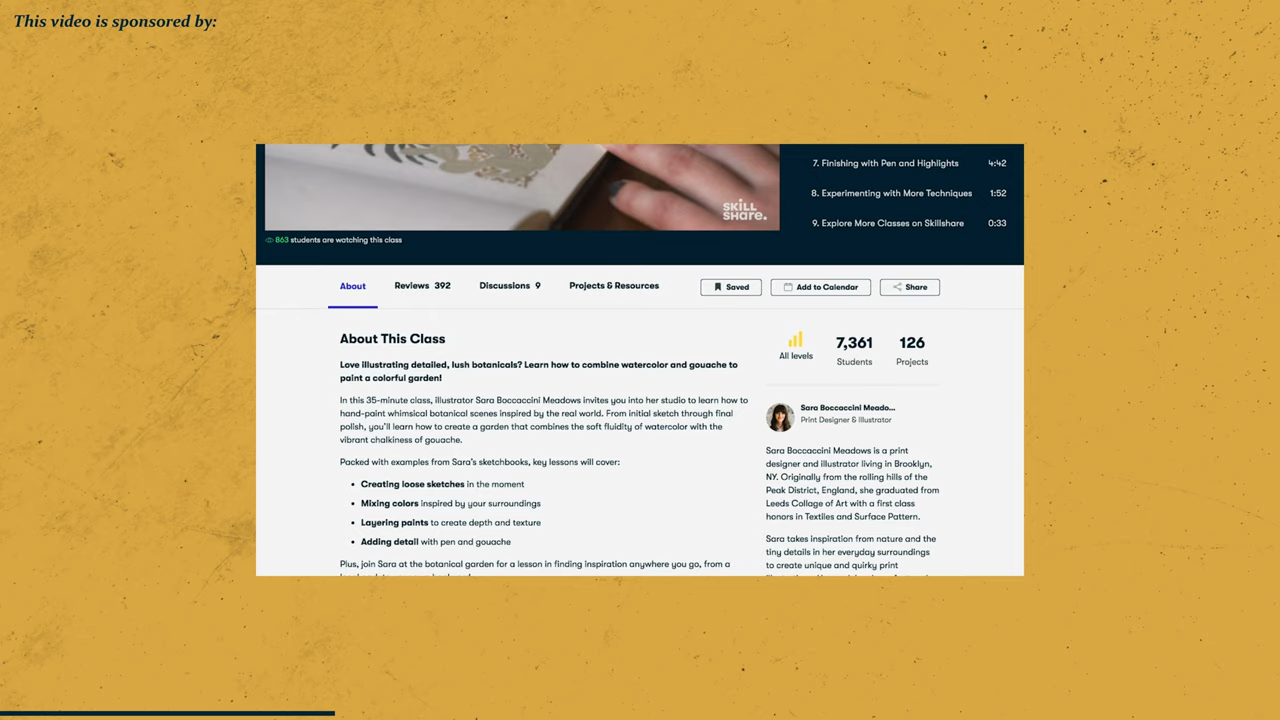 This video is sponsored by:
7. Finishing with Pen and Highlights 4:42
8. Experimenting with More Techniques 1:52
9. Explore More Classes on Skillshare 0:33
SKILL
SHARE.
863 students are watching this class
About Reviews 392 Discussions 9 Projects & Resources Saved Add to Calendar Share
About This Class
Love illustrating detailed, lush botanicals? Learn how to combine watercolor and gouache to
paint a colorful garden!
In this 35-minute class, illustrator Sara Boccaccini Meadows invites you into her studio to learn how to
hand-paint whimsical botanical scenes inspired by the real world. From initial sketch through final
polish, you'll learn how to create a garden that combines the soft fluidity of watercolor with the
vibrant chalkiness of gouache.
Packed with examples from Sara's sketchbooks, key lessons will cover:
• Creating loose sketches in the moment
• Mixing colors inspired by your surroundings
• Layering paints to create depth and texture
• Adding detail with pen and gouache
Plus, join Sara at the botanical garden for a lesson in finding inspiration anywhere you go, from a
All levels
7,361
Students
126
Projects
Sara Boccaccini Meado...
Print Designer & Illustrator
Sara Boccaccini Meadows is a print
designer and illustrator living in Brooklyn,
NY. Originally from the rolling hills of the
Peak District, England, she graduated from
Leeds Collage of Art with a first class
honors in Textiles and Surface Pattern.
Sara takes inspiration from nature and the
tiny details in her everyday surroundings
to create unique and quirky print